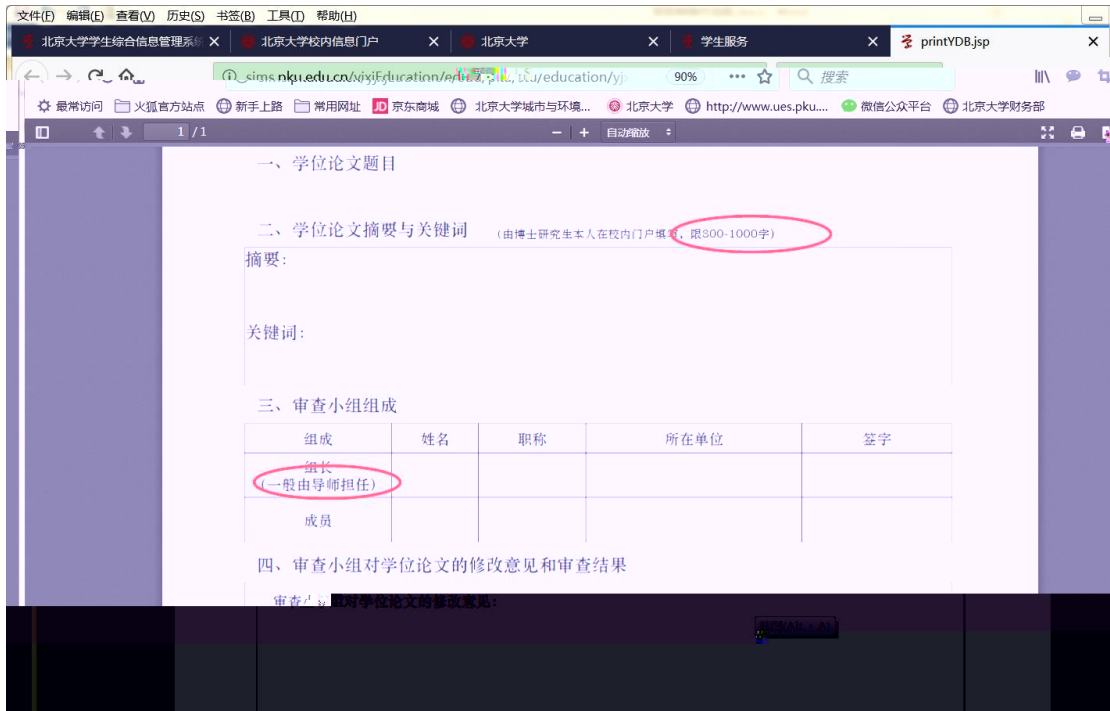 文件(F) 编辑(E) 查看(V) 历史(S) 书签(B) 工具(T) 帮助(H)
北京大学学生综合信息管理系统 北京大学校内信息门户 北京大学 学生服务 printYDB.jsp
sims.pku.edu.cn 90% 搜索
最常访问 火狐官方站点 新手上路 常用网址 JD 京东商城 北京大学城市与环境... 北京大学 http://www.ues.pku.... 微信公众平台 北京大学财务部
1 / 1 自动缩放
一、学位论文题目
二、学位论文摘要与关键词 (由博士研究生本人在校内门户填写，限800-1000字)
摘要:
关键词:
三、审查小组组成
组成 姓名 职称 所在单位 签字
组长
(一般由导师担任)
成员
四、审查小组对学位论文的修改意见和审查结果
审查小组对学位论文的修改意见: